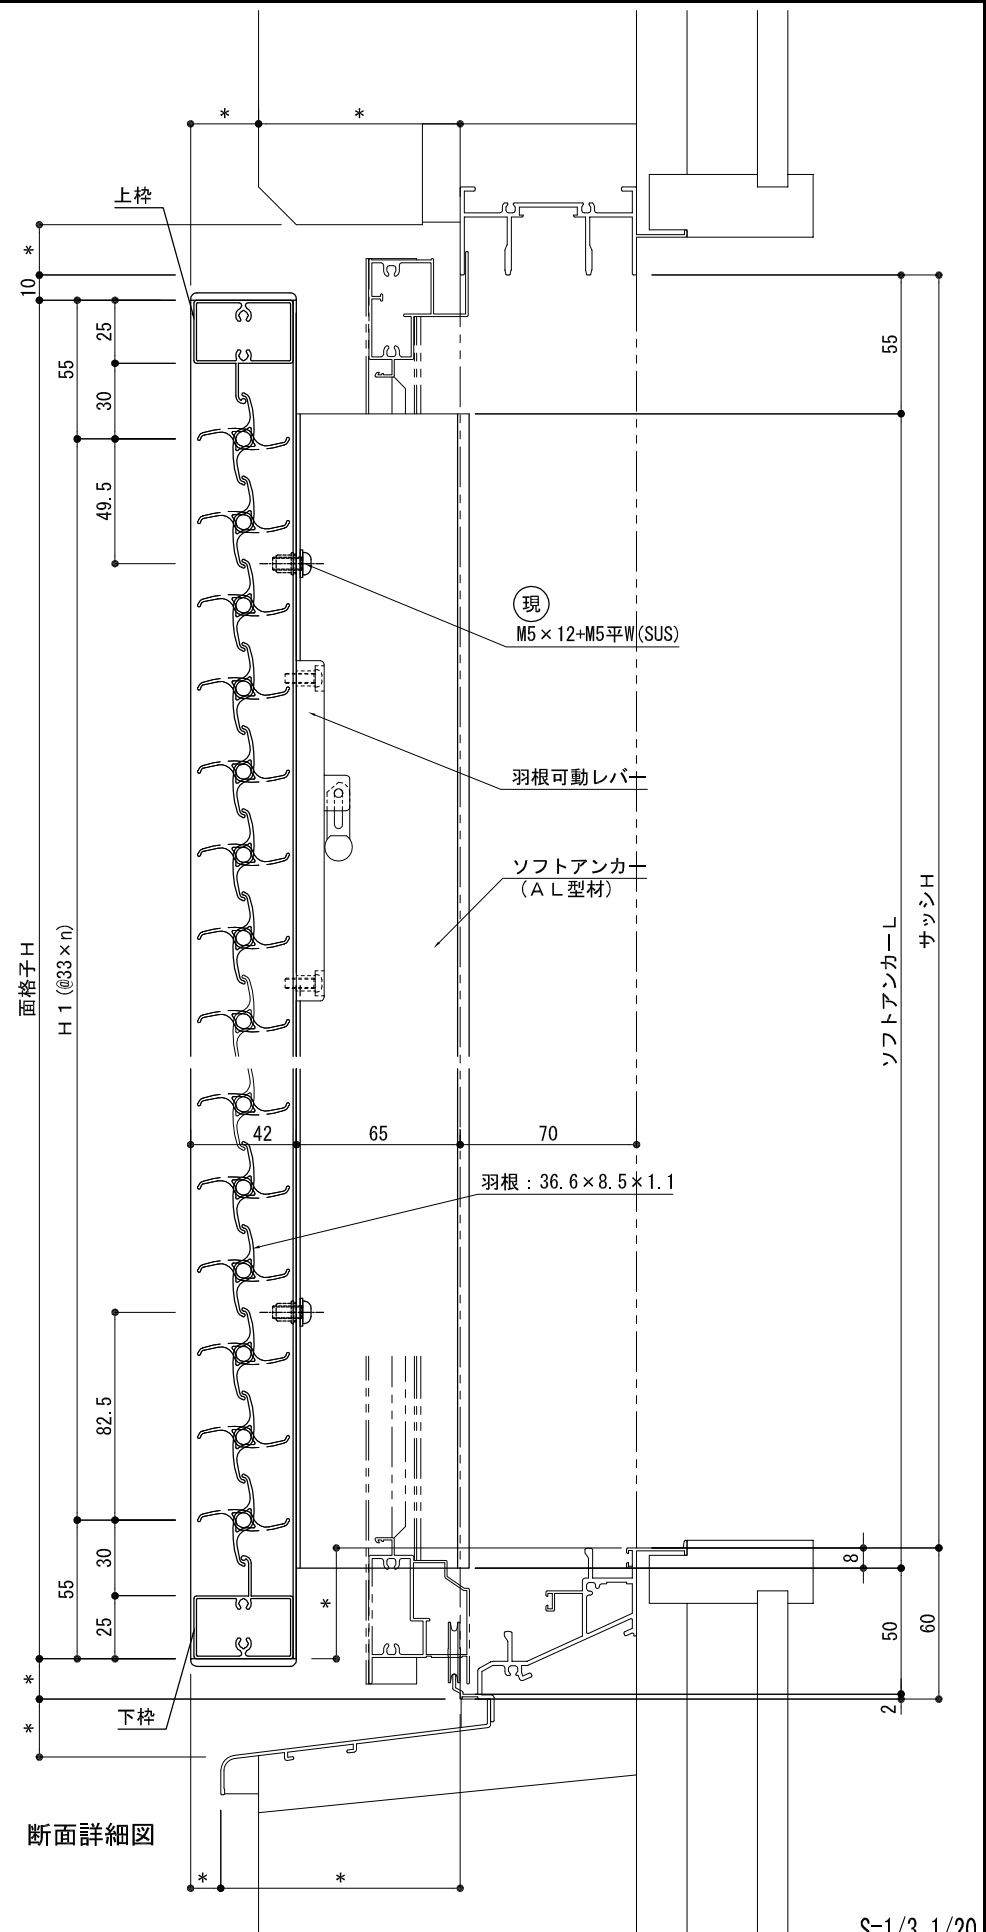 *
*
上枠
*
10
25
55
30
49.5
55
現
M5×12+M5平W(SUS)
羽根可動レバー
ソフトアンカー
(AL型材)
面格子H
H1(@33×n)
ソフトアンカーL
サッシH
42
65
70
羽根:36.6×8.5×1.1
82.5
30
55
25
*
8
50
60
2
*
*
下枠
断面詳細図
*
*
S=1/3,1/20